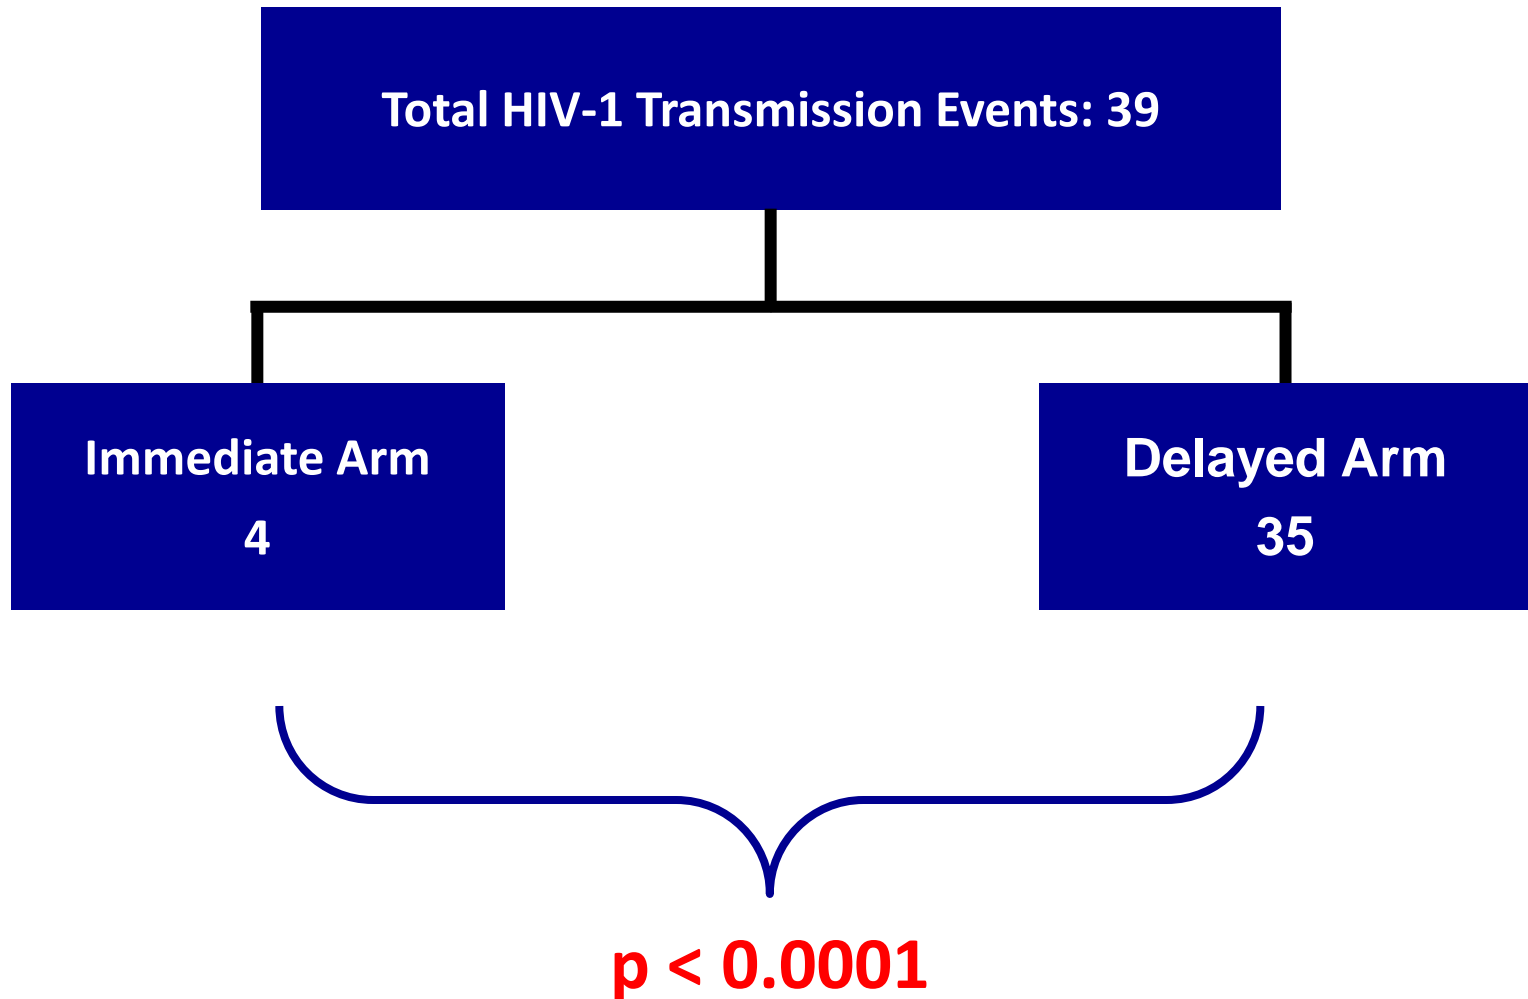 Total HIV-1 Transmission Events: 39
Immediate Arm
4
Delayed Arm
35
p < 0.0001